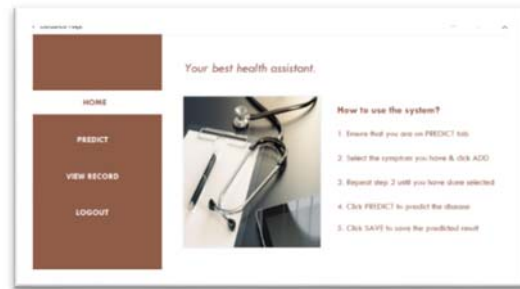 Your best health assistant.
HOME
PREDICT
VIEW RECORD
LOGOUT
How to use the system?
1. Ensure that you are on PREDICT tab
2. Select the symptom you have & click ADD
3. Repeat step 2 until you have done selected
4. Click PREDICT to predict the disease
5. Click SAVE to save the predicted result